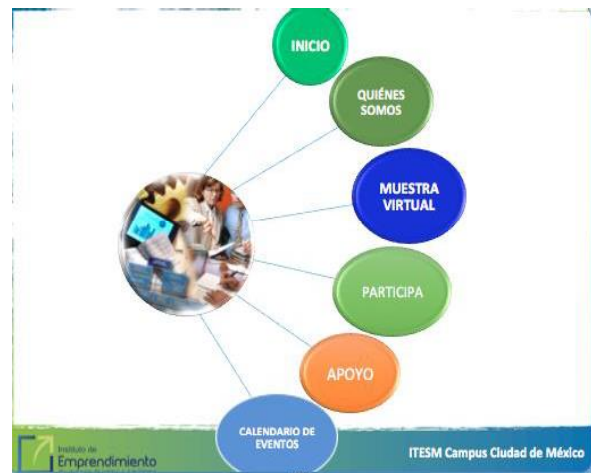 INICIO
QUIÉNES
SOMOS
MUESTRA
VIRTUAL
PARTICIPA
APOYO
CALENDARIO DE
EVENTOS
Instituto de
Emprendimiento
ITESM Campus Ciudad de México